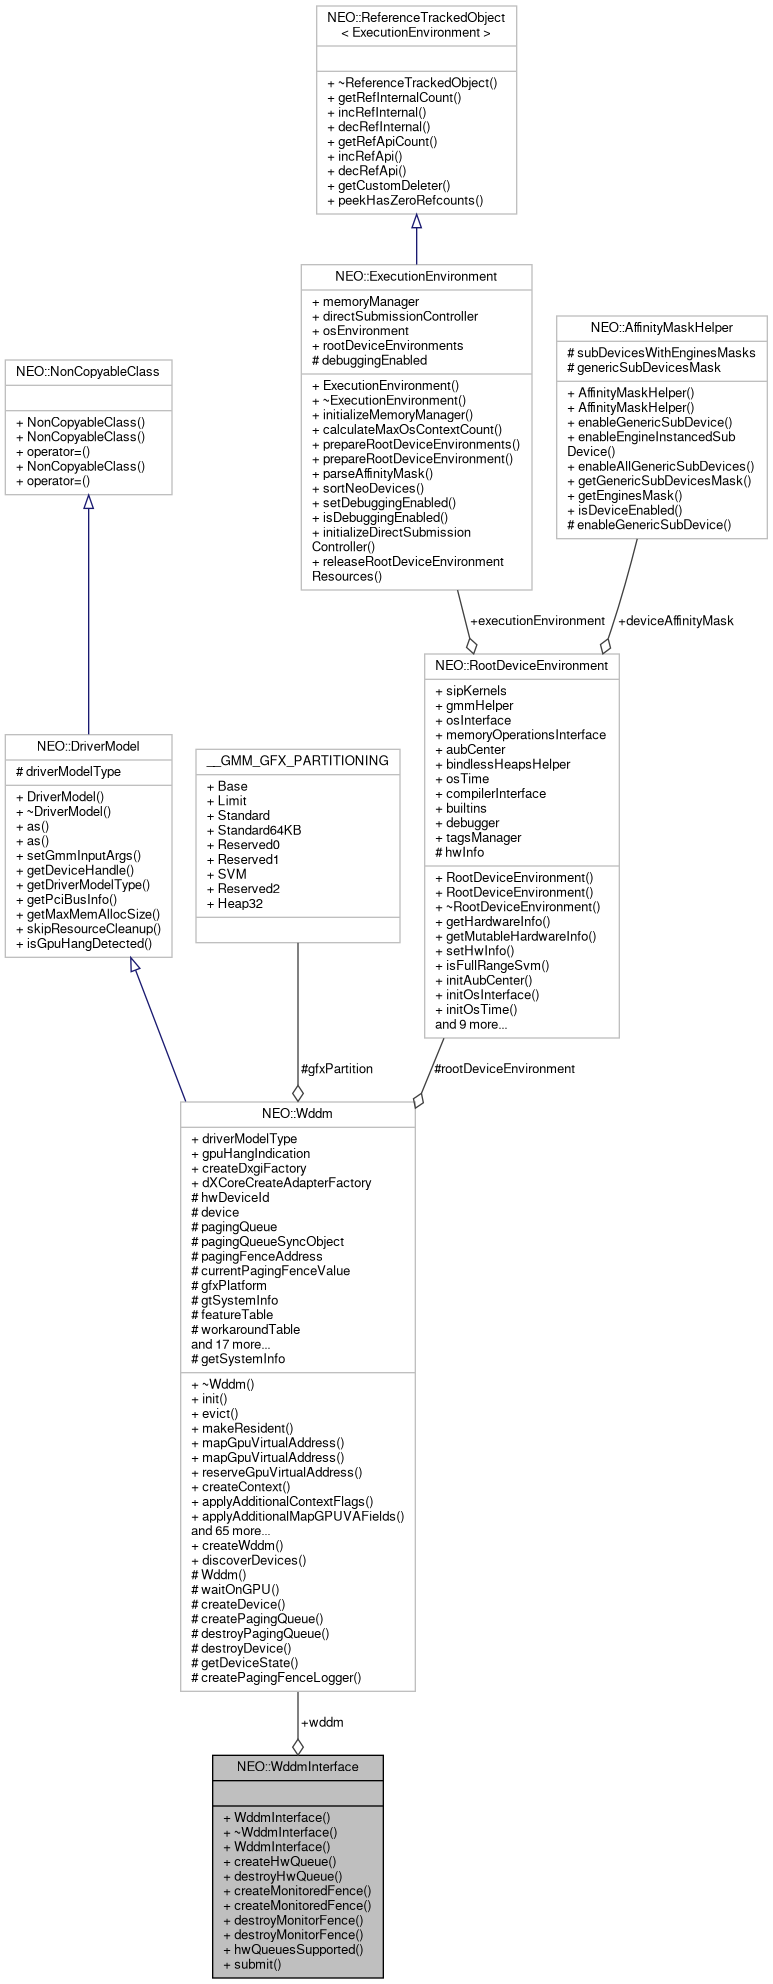 NEO::ReferenceTrackedObject
< ExecutionEnvironment >
+ ~ReferenceTrackedObject()
+ getRefInternalCount()
+ incRefInternal()
+ decRefInternal()
+ getRefApiCount()
+ incRefApi()
+ decRefApi()
+ getCustomDeleter()
+ peekHasZeroRefcounts()
NEO::ExecutionEnvironment
+ memoryManager
+ directSubmissionController
+ osEnvironment
+ rootDeviceEnvironments
# debuggingEnabled
+ ExecutionEnvironment()
+ ~ExecutionEnvironment()
+ initializeMemoryManager()
+ calculateMaxOsContextCount()
+ prepareRootDeviceEnvironments()
+ prepareRootDeviceEnvironment()
+ parseAffinityMask()
+ sortNeoDevices()
+ setDebuggingEnabled()
+ isDebuggingEnabled()
+ initializeDirectSubmission
Controller()
+ releaseRootDeviceEnvironment
Resources()
NEO::AffinityMaskHelper
# subDevicesWithEnginesMasks
# genericSubDevicesMask
+ AffinityMaskHelper()
+ AffinityMaskHelper()
+ enableGenericSubDevice()
+ enableEngineInstancedSub
Device()
+ enableAllGenericSubDevices()
+ getGenericSubDevicesMask()
+ getEnginesMask()
+ isDeviceEnabled()
# enableGenericSubDevice()
NEO::NonCopyableClass
+ NonCopyableClass()
+ NonCopyableClass()
+ operator=()
+ NonCopyableClass()
+ operator=()
+executionEnvironment
+deviceAffinityMask
NEO::RootDeviceEnvironment
+ sipKernels
+ gmmHelper
+ osInterface
+ memoryOperationsInterface
+ aubCenter
+ bindlessHeapsHelper
+ osTime
+ compilerInterface
+ builtins
+ debugger
+ tagsManager
# hwInfo
+ RootDeviceEnvironment()
+ RootDeviceEnvironment()
+ ~RootDeviceEnvironment()
+ getHardwareInfo()
+ getMutableHardwareInfo()
+ setHwInfo()
+ isFullRangeSvm()
+ initAubCenter()
+ initOsInterface()
+ initOsTime()
and 9 more...
NEO::DriverModel
# driverModelType
+ DriverModel()
+ ~DriverModel()
+ as()
+ as()
+ setGmmInputArgs()
+ getDeviceHandle()
+ getDriverModelType()
+ getPciBusInfo()
+ getMaxMemAllocSize()
+ skipResourceCleanup()
+ isGpuHangDetected()
__GMM_GFX_PARTITIONING
+ Base
+ Limit
+ Standard
+ Standard64KB
+ Reserved0
+ Reserved1
+ SVM
+ Reserved2
+ Heap32
#gfxPartition
#rootDeviceEnvironment
NEO::Wddm
+ driverModelType
+ gpuHangIndication
+ createDxgiFactory
+ dXCoreCreateAdapterFactory
# hwDeviceId
# device
# pagingQueue
# pagingQueueSyncObject
# pagingFenceAddress
# currentPagingFenceValue
# gfxPlatform
# gtSystemInfo
# featureTable
# workaroundTable
and 17 more...
# getSystemInfo
+ ~Wddm()
+ init()
+ evict()
+ makeResident()
+ mapGpuVirtualAddress()
+ mapGpuVirtualAddress()
+ reserveGpuVirtualAddress()
+ createContext()
+ applyAdditionalContextFlags()
+ applyAdditionalMapGPUVAFields()
and 65 more...
+ createWddm()
+ discoverDevices()
# Wddm()
# waitOnGPU()
# createDevice()
# createPagingQueue()
# destroyPagingQueue()
# destroyDevice()
# getDeviceState()
# createPagingFenceLogger()
+wddm
NEO::WddmInterface
+ WddmInterface()
+ ~WddmInterface()
+ WddmInterface()
+ createHwQueue()
+ destroyHwQueue()
+ createMonitoredFence()
+ createMonitoredFence()
+ destroyMonitorFence()
+ destroyMonitorFence()
+ hwQueuesSupported()
+ submit()